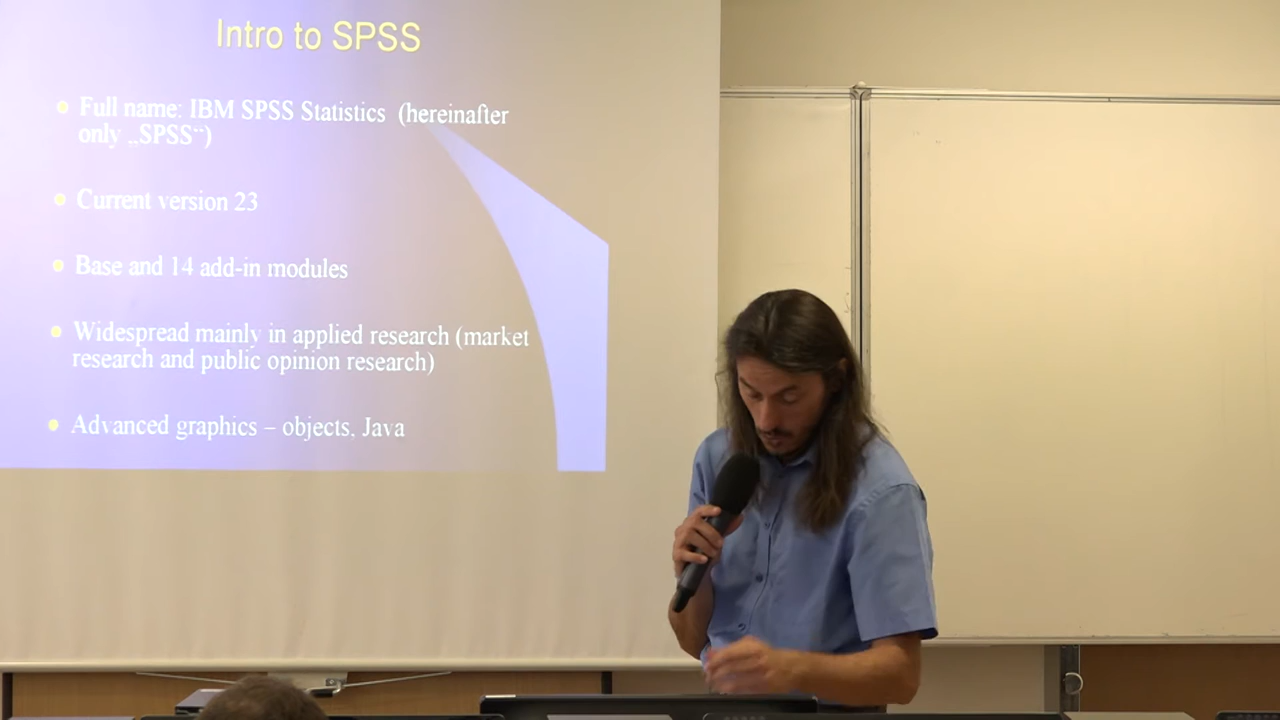 Intro to SPSS
Full name: IBM SPSS Statistics (hereinafter
only „SPSS“)
Current version 23
Base and 14 add-in modules
Widespread mainly in applied research (market
research and public opinion research)
Advanced graphics – objects, Java